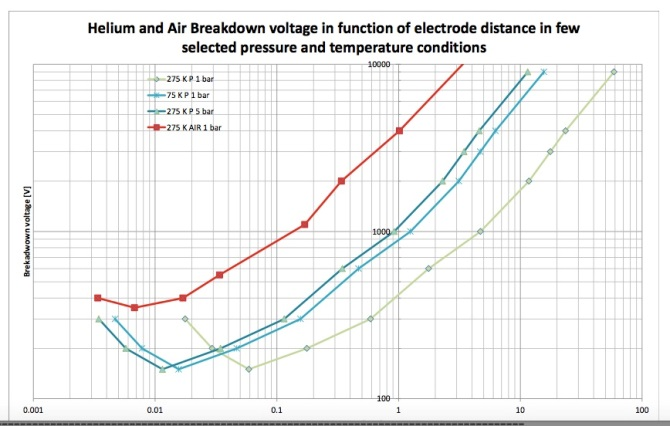 Helium and Air Breakdown voltage in function of electrode distance in few
selected pressure and temperature conditions
10000
275 K P 1 bar
75 K P 1 bar
275 K P 5 bar
275 K AIR 1 bar
Brekadwown voltage [V]
1000
100
0.001 0.01 0.1 1 10 100